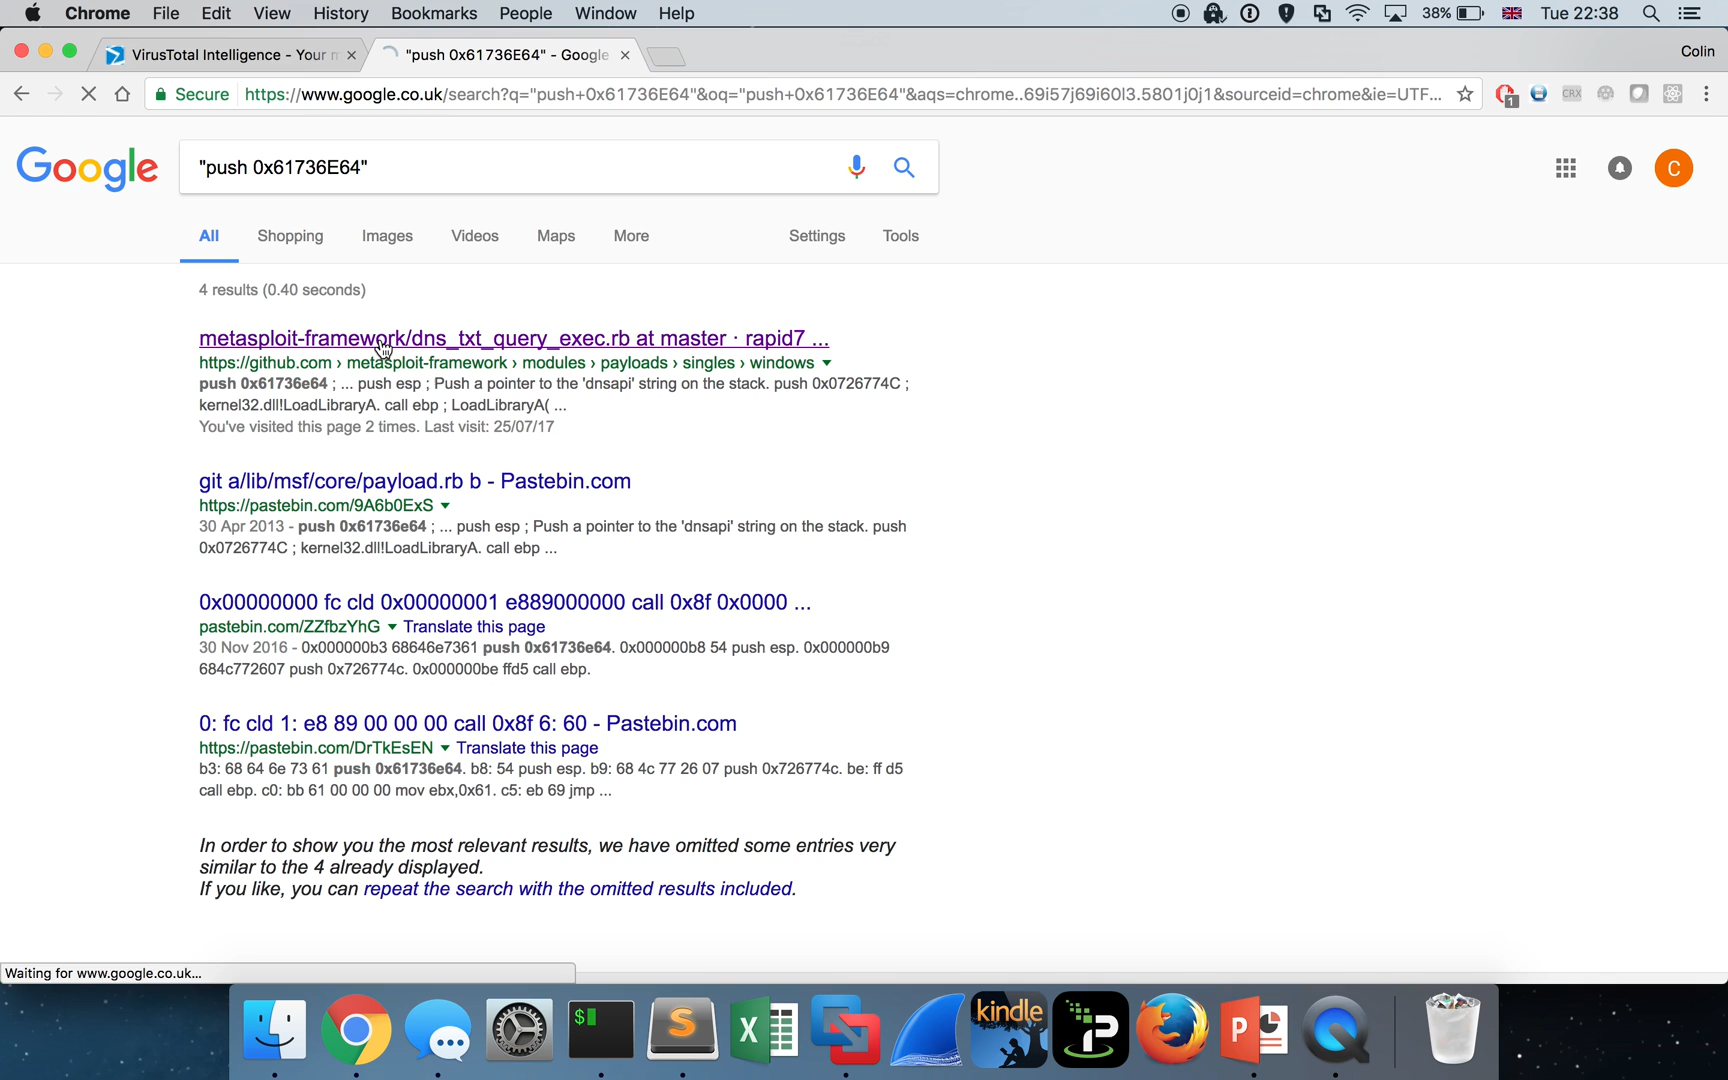 Chrome File Edit View History Bookmarks People Window Help 38% Tue 22:38
VirusTotal Intelligence - Your "push 0x61736E64" - Google Colin
Secure https://www.google.co.uk/search?q="push+0x61736E64"&oq="push+0x61736E64"&aqs=chrome..69i57j69i60l3.5801j0j1&sourceid=chrome&ie=UTF... 1 CRX
Google "push 0x61736E64" C
All Shopping Images Videos Maps More Settings Tools
4 results (0.40 seconds)
metasploit-framework/dns_txt_query_exec.rb at master · rapid7 ...
https://github.com › metasploit-framework › modules › payloads › singles › windows
push 0x61736e64 ; ... push esp ; Push a pointer to the 'dnsapi' string on the stack. push 0x0726774C ;
kernel32.dll!LoadLibraryA. call ebp ; LoadLibraryA( ...
You've visited this page 2 times. Last visit: 25/07/17
git a/lib/msf/core/payload.rb b - Pastebin.com
https://pastebin.com/9A6b0ExS
30 Apr 2013 - push 0x61736e64 ; ... push esp ; Push a pointer to the 'dnsapi' string on the stack. push
0x0726774C ; kernel32.dll!LoadLibraryA. call ebp ...
0x00000000 fc cld 0x00000001 e889000000 call 0x8f 0x0000 ...
pastebin.com/ZZfbzYhG Translate this page
30 Nov 2016 - 0x000000b3 68646e7361 push 0x61736e64. 0x000000b8 54 push esp. 0x000000b9
684c772607 push 0x726774c. 0x000000be ffd5 call ebp.
0: fc cld 1: e8 89 00 00 00 call 0x8f 6: 60 - Pastebin.com
https://pastebin.com/DrTkEsEN Translate this page
b3: 68 64 6e 73 61 push 0x61736e64. b8: 54 push esp. b9: 68 4c 77 26 07 push 0x726774c. be: ff d5
call ebp. c0: bb 61 00 00 00 mov ebx,0x61. c5: eb 69 jmp ...
In order to show you the most relevant results, we have omitted some entries very
similar to the 4 already displayed.
If you like, you can repeat the search with the omitted results included.
Waiting for www.google.co.uk...
$ S X kindle P P